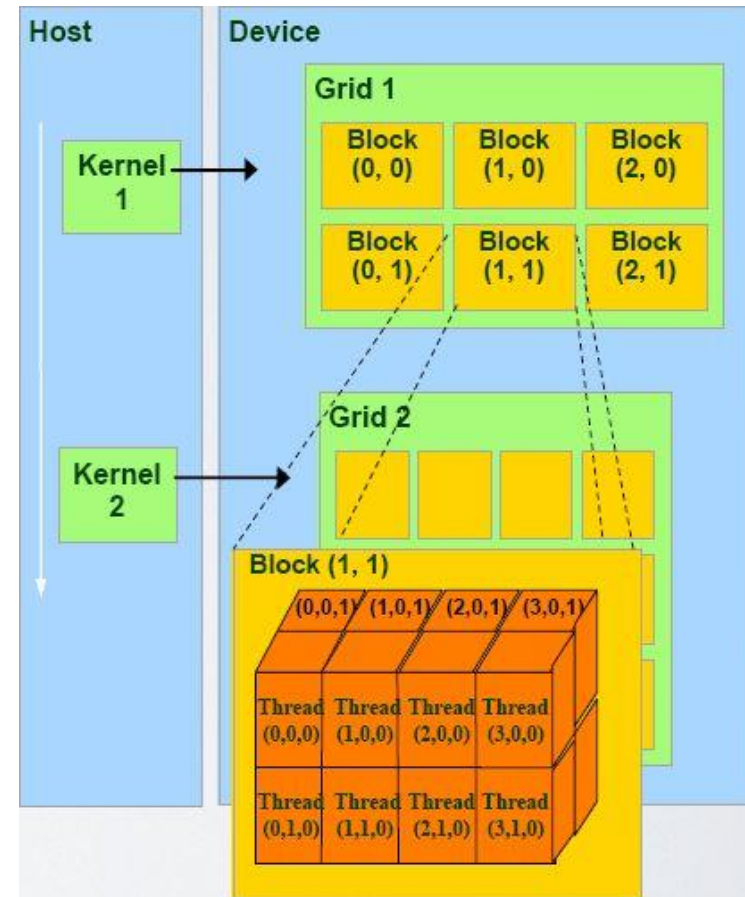 Host
Device
Grid 1
Block
(0, 0)
Block
(1, 0)
Block
(2, 0)
Kernel
1
Block
(0, 1)
Block
(1, 1)
Block
(2, 1)
Grid 2
Kernel
2
Block (1, 1)
(0,0,1) (1,0,1) (2,0,1) (3,0,1)
Thread
(0,0,0)
Thread
(1,0,0)
Thread
(2,0,0)
Thread
(3,0,0)
Thread
(0,1,0)
Thread
(1,1,0)
Thread
(2,1,0)
Thread
(3,1,0)